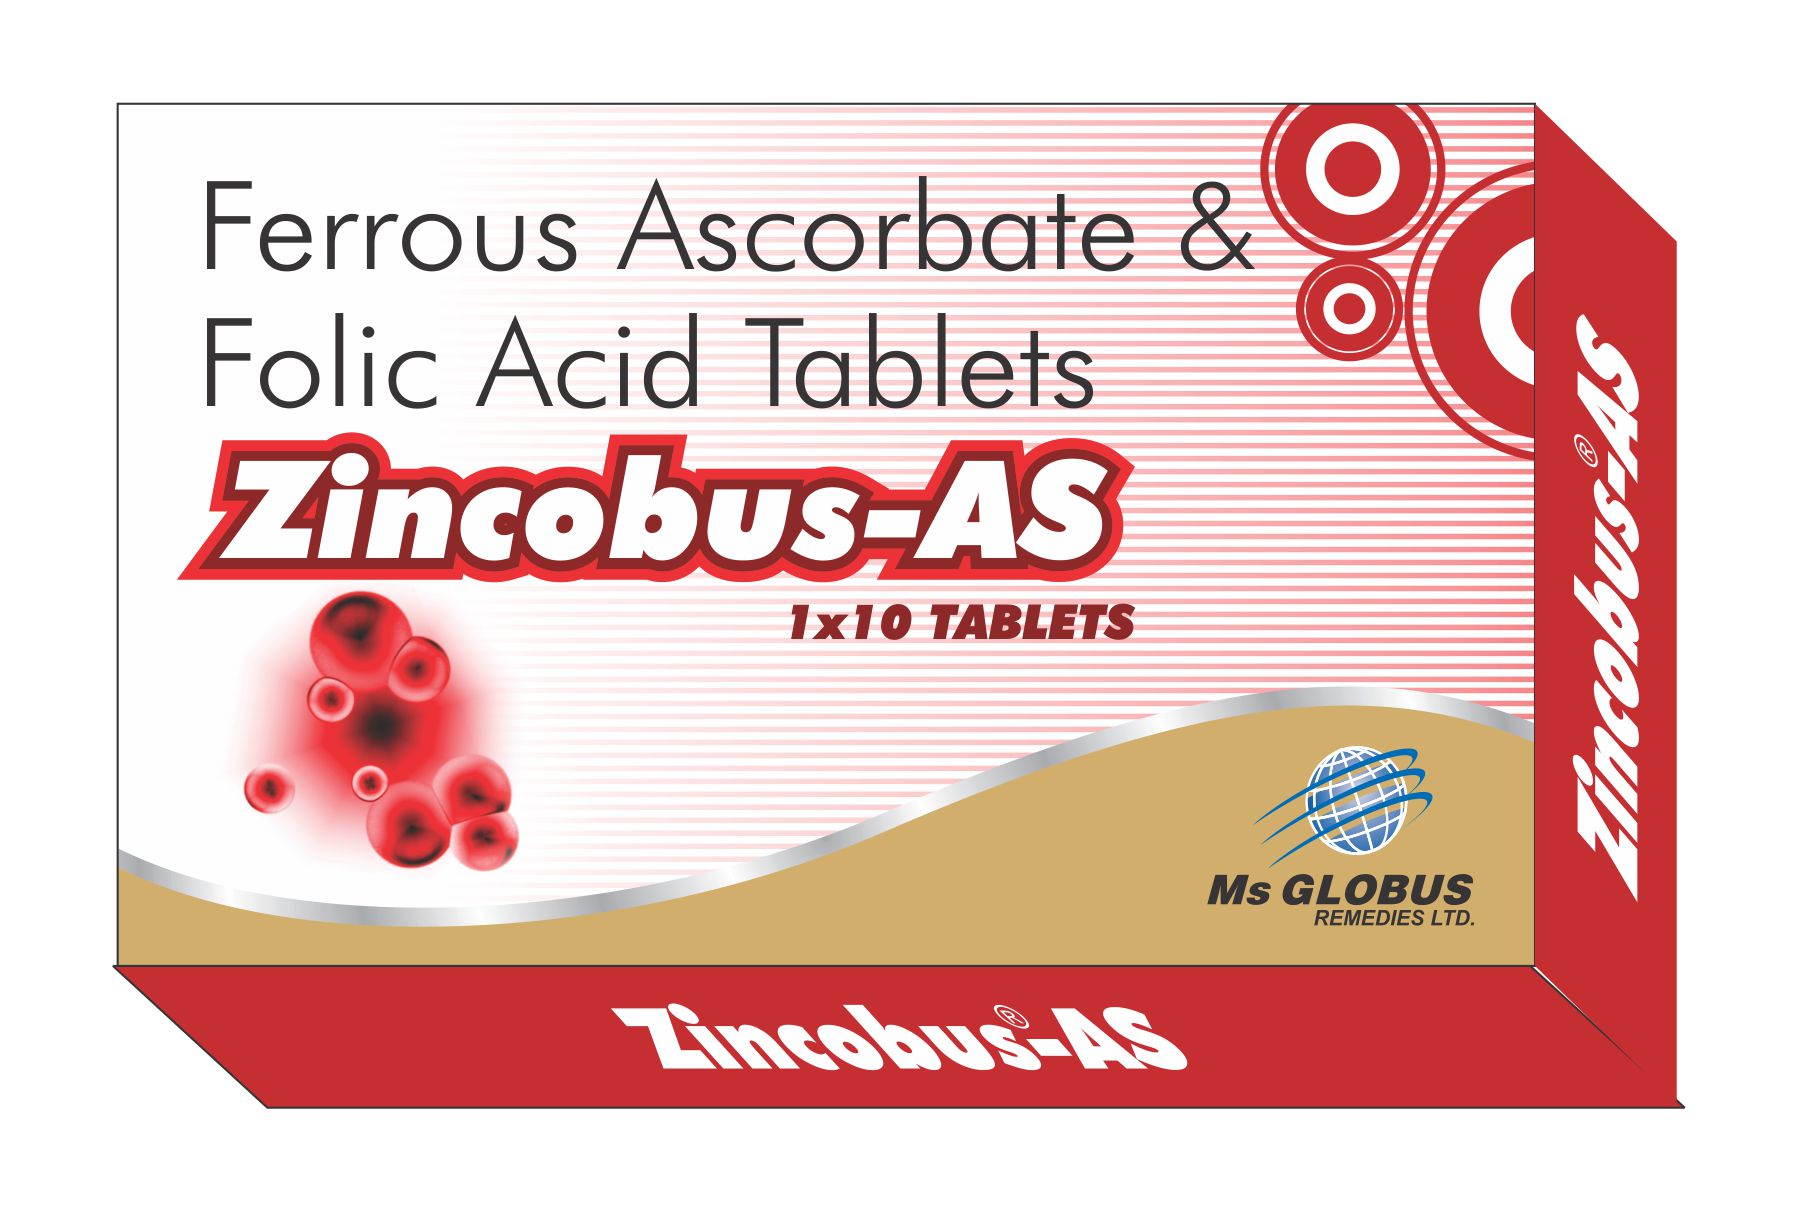 Ferrous Ascorbate &
Folic Acid Tablets
Zincobus-AS
1x10 TABLETS
Ms GLOBUS
REMEDIES LTD.
Zincobus®-AS
Zincobus®-AS